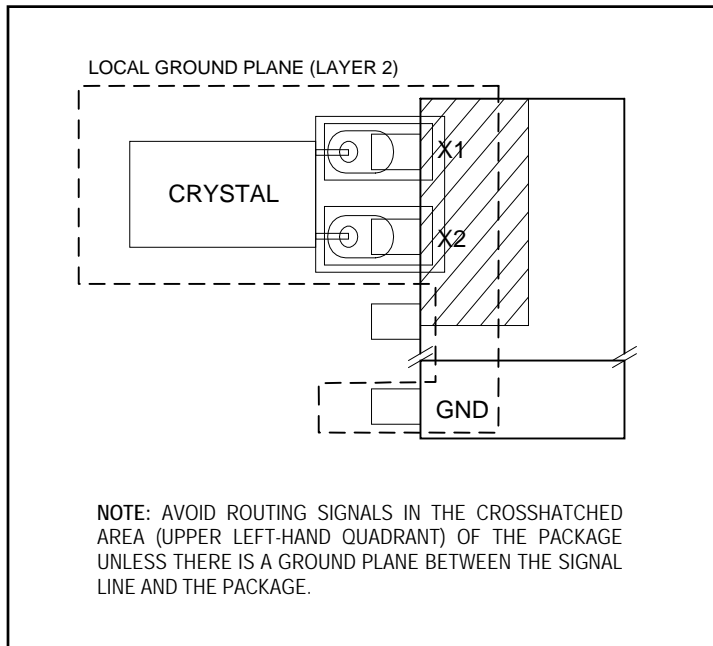 LOCAL GROUND PLANE (LAYER 2)
X1
CRYSTAL
X2
GND
NOTE: AVOID ROUTING SIGNALS IN THE CROSSHATCHED
AREA (UPPER LEFT-HAND QUADRANT) OF THE PACKAGE
UNLESS THERE IS A GROUND PLANE BETWEEN THE SIGNAL
LINE AND THE PACKAGE.